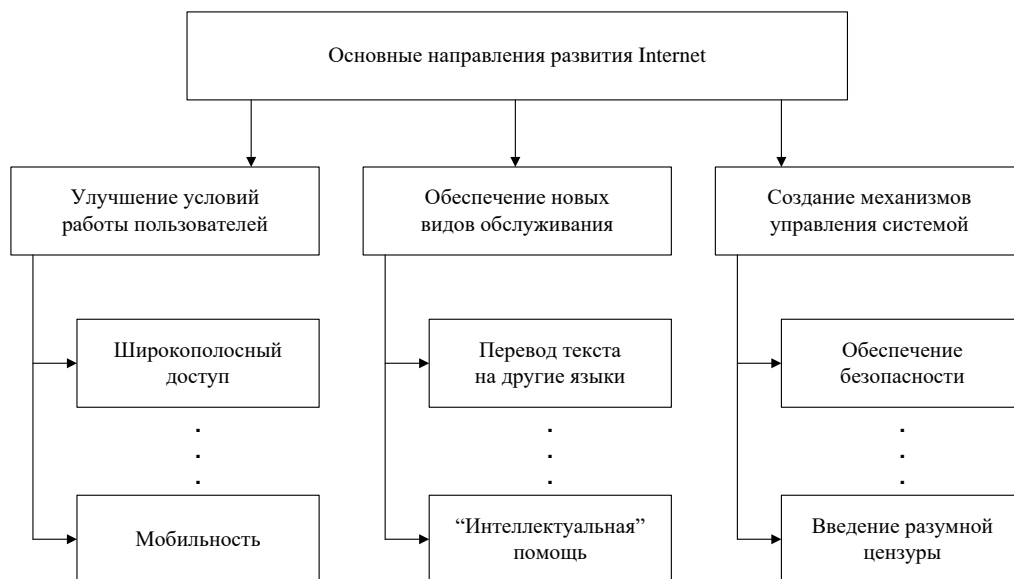 Основные направления развития Internet
Улучшение условий
работы пользователей
Обеспечение новых
видов обслуживания
Создание механизмов
управления системой
Широкополосный
доступ
Перевод текста
на другие языки
Обеспечение
безопасности
Мобильность
“Интеллектуальная”
помощь
Введение разумной
цензуры